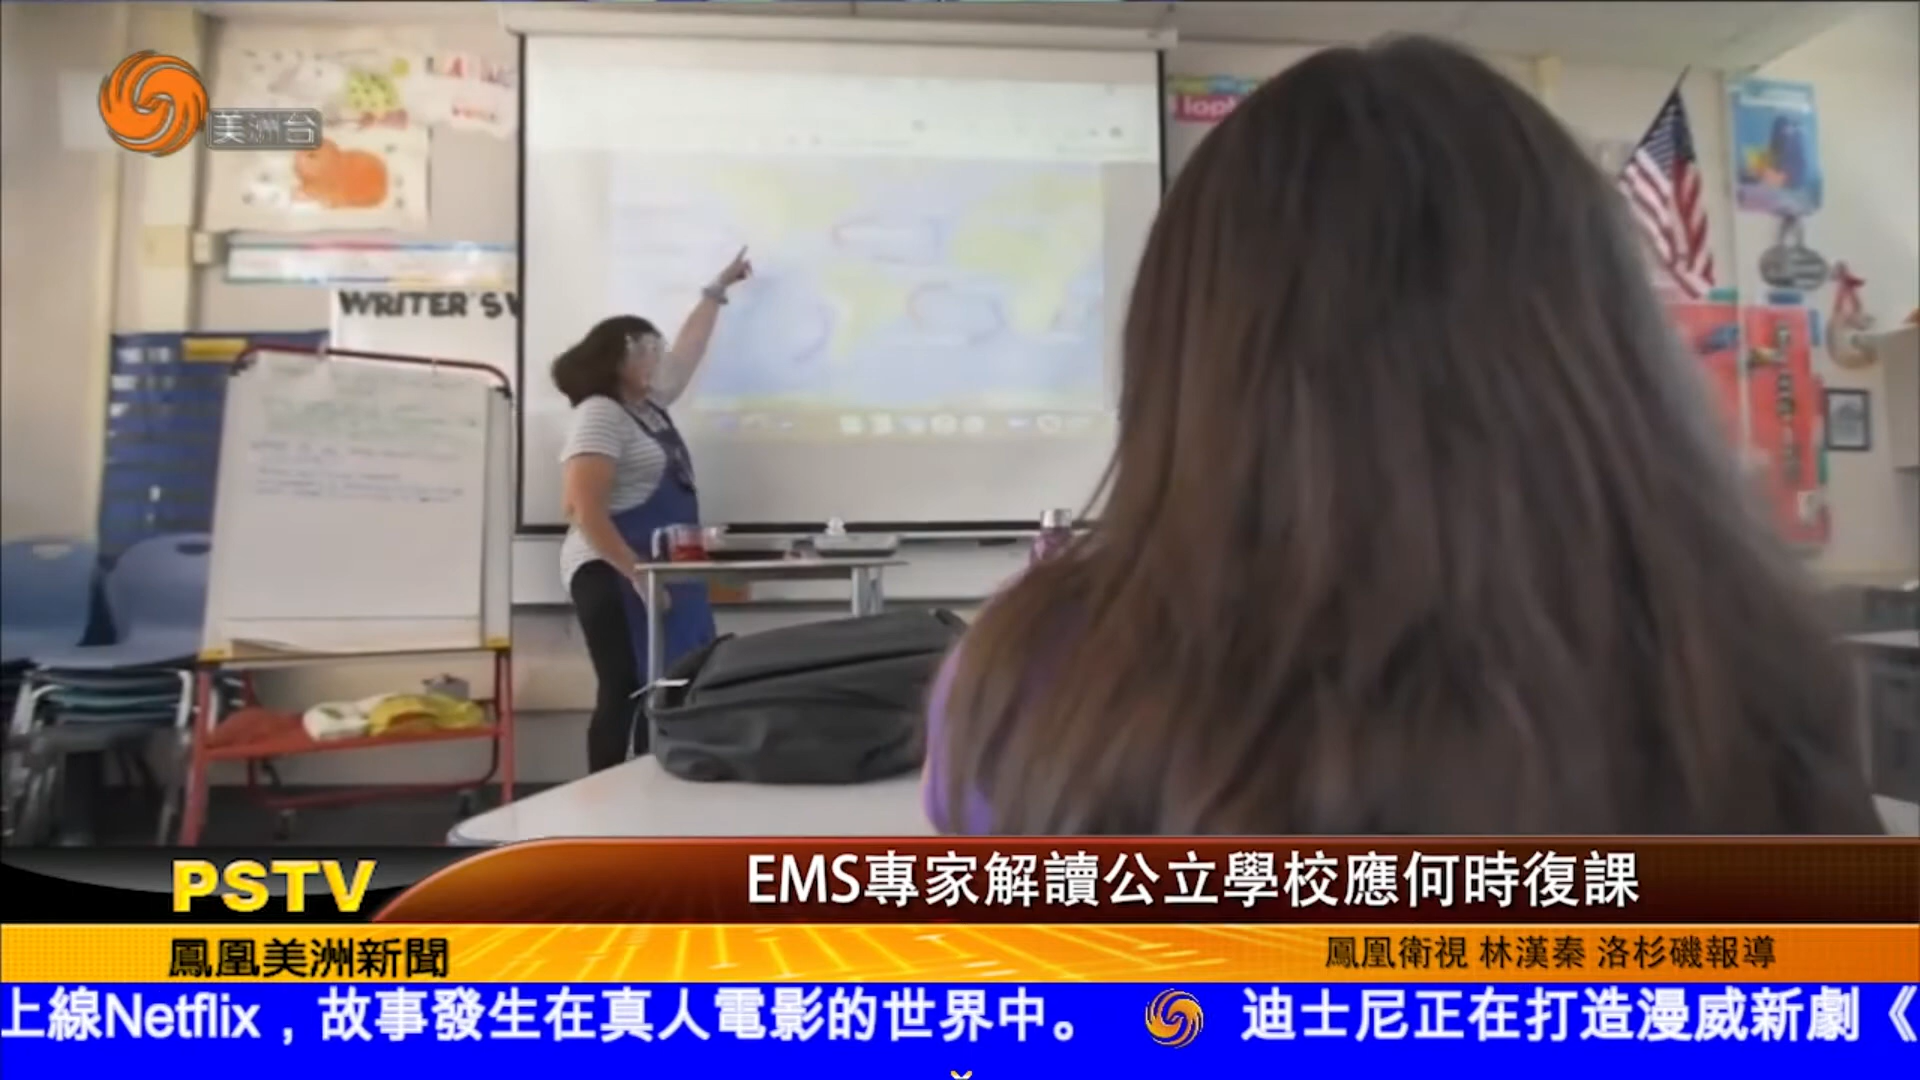 美洲台
WRITER'S W
PSTV
EMS專家解讀公立學校應何時復課
鳳凰美洲新聞
鳳凰衛視 林漢秦 洛杉磯報導
上線Netflix，故事發生在真人電影的世界中。 迪士尼正在打造漫威新劇《